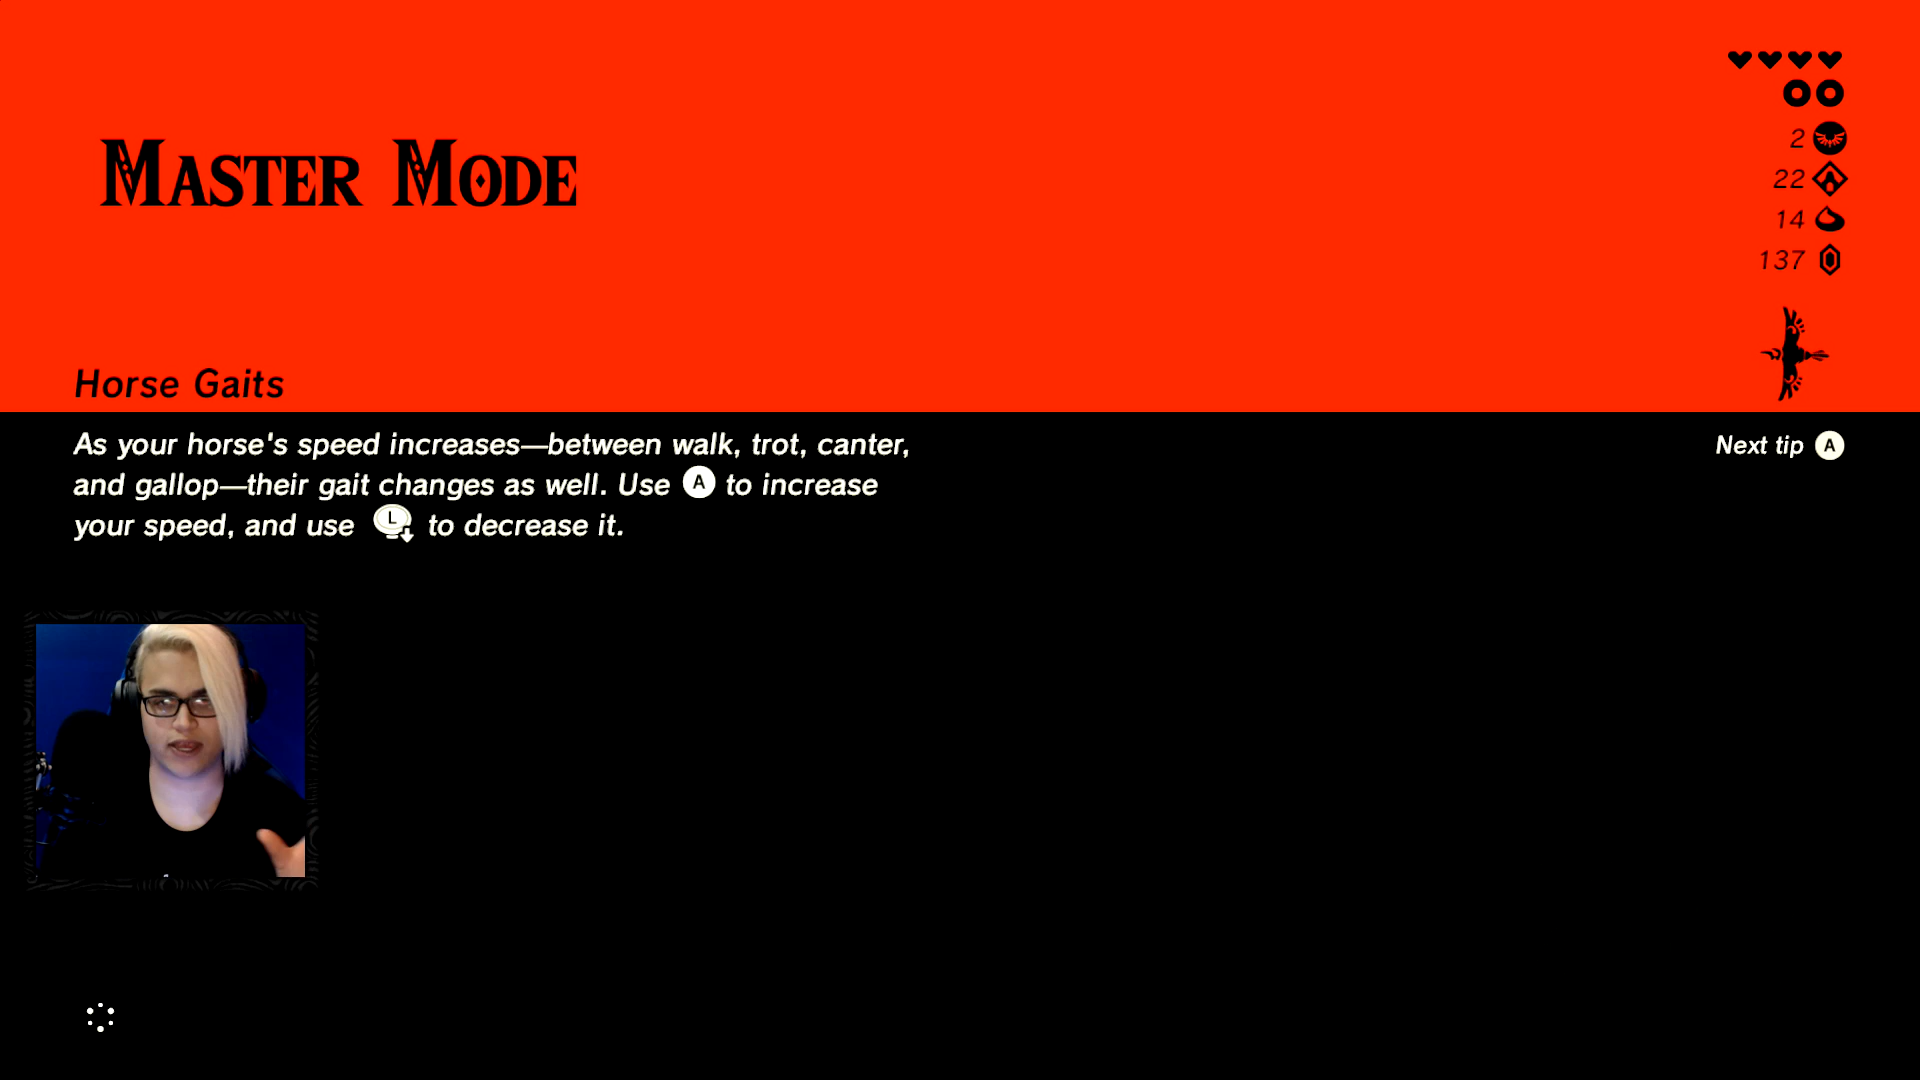 Master Mode
2
22
14
137
Horse Gaits
As your horse's speed increases—between walk, trot, canter,
and gallop—their gait changes as well. Use A to increase
your speed, and use L to decrease it.
Next tip A